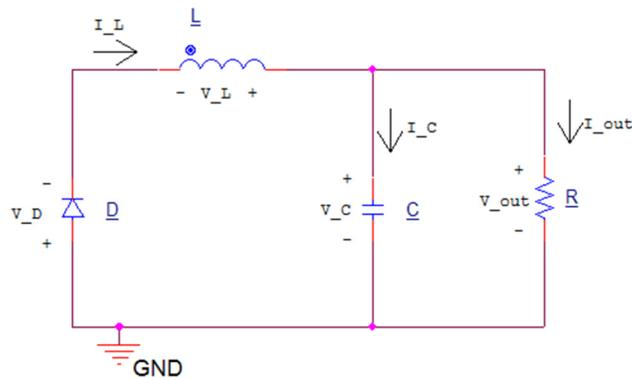 L
I_L
- V_L +
I_C
I_out
-
V_D
+
D
+
V_C
-
C
+
V_out
-
R
GND